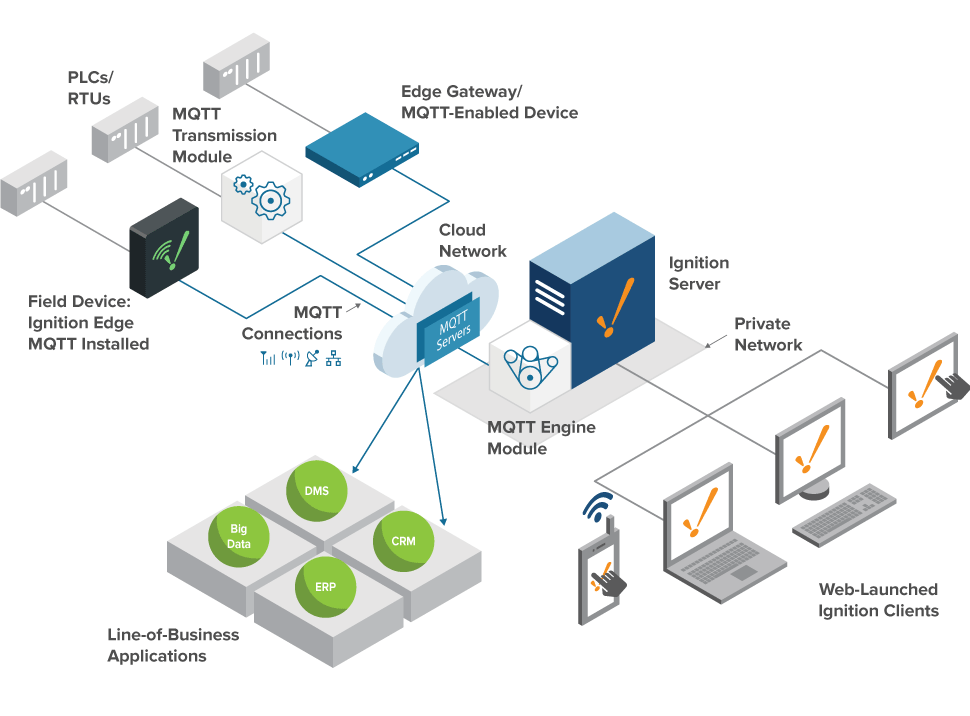 PLCs/
RTUs
MQTT
Transmission
Module
Edge Gateway/
MQTT-Enabled Device
Cloud
Network
Ignition
Server
Field Device:
Ignition Edge
MQTT Installed
MQTT
Connections
MQTT
Servers
Private
Network
MQTT Engine
Module
DMS
Big
Data
CRM
ERP
Line-of-Business
Applications
Web-Launched
Ignition Clients